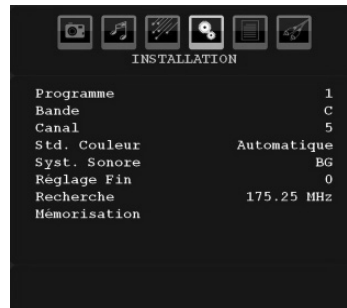 INSTALLATION
Programme 1
Bande C
Canal 5
Std. Couleur Automatique
Syst. Sonore BG
Réglage Fin 0
Recherche 175.25 MHz
Mémorisation